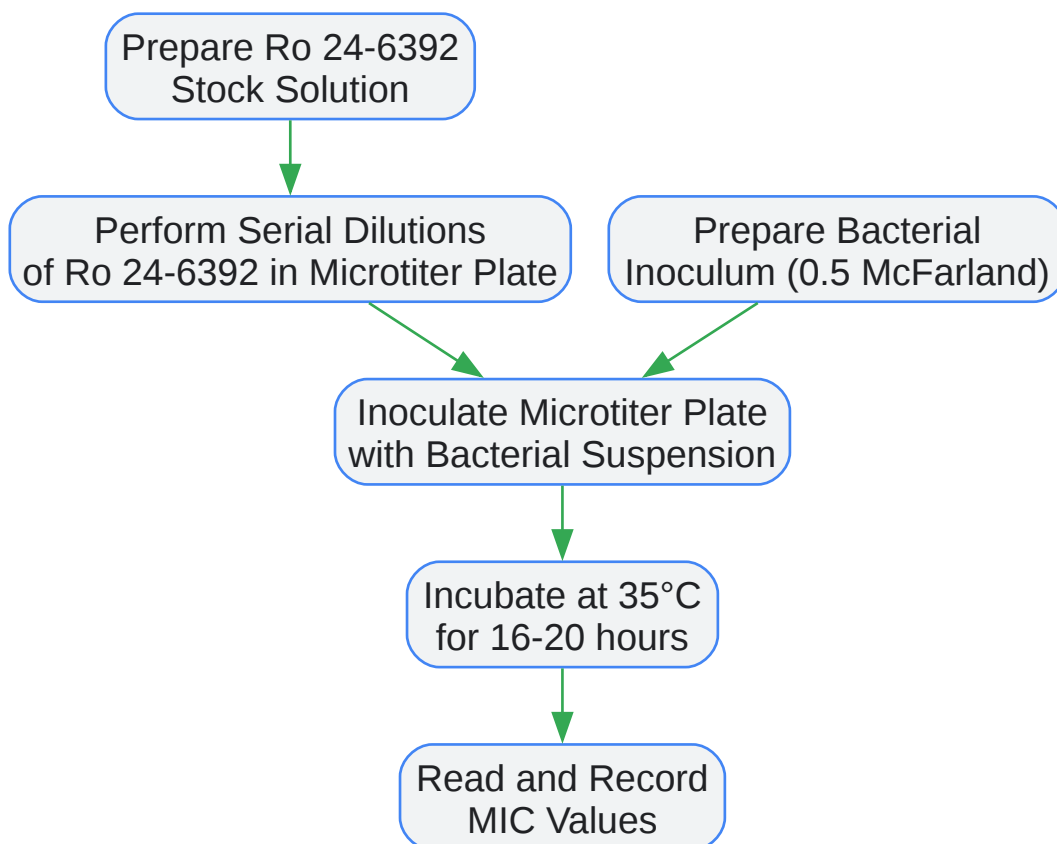 Prepare Ro 24-6392
Stock Solution
Perform Serial Dilutions
of Ro 24-6392 in Microtiter Plate
Prepare Bacterial
Inoculum (0.5 McFarland)
Inoculate Microtiter Plate
with Bacterial Suspension
Incubate at 35°C
for 16-20 hours
Read and Record
MIC Values